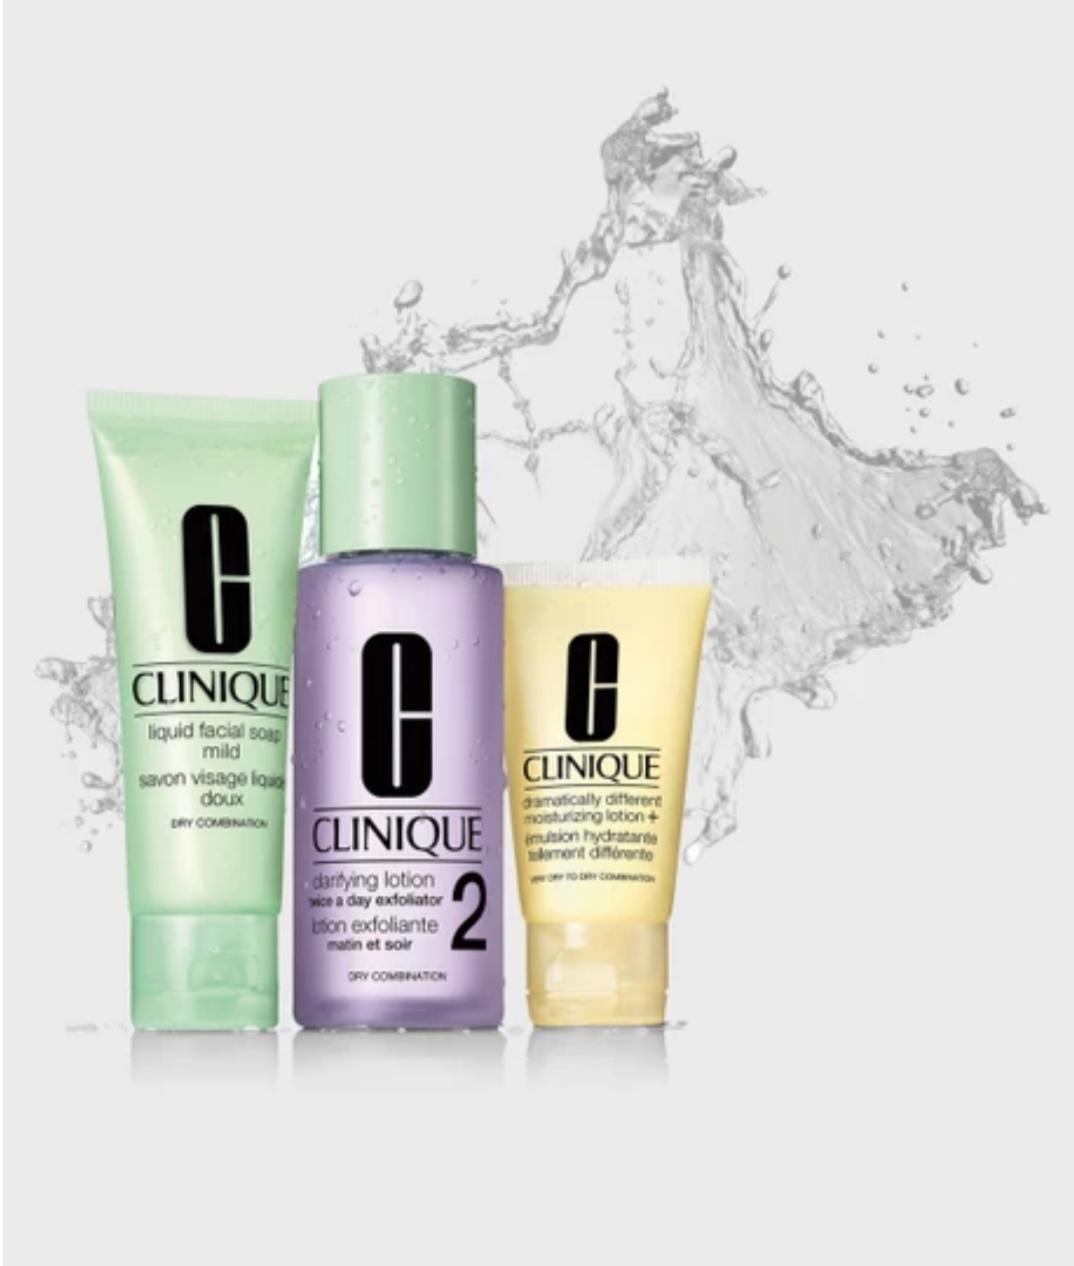 C
CLINIQUE
liquid facial soap
mild
savon visage liquide
doux
DRY COMBINATION
C
CLINIQUE
clarifying lotion
twice a day exfoliator
2
lotion exfoliante
matin et soir
DRY COMBINATION
C
CLINIQUE
dramatically different
moisturizing lotion +
émulsion hydratante
tellement différente
VERY DRY TO DRY COMBINATION